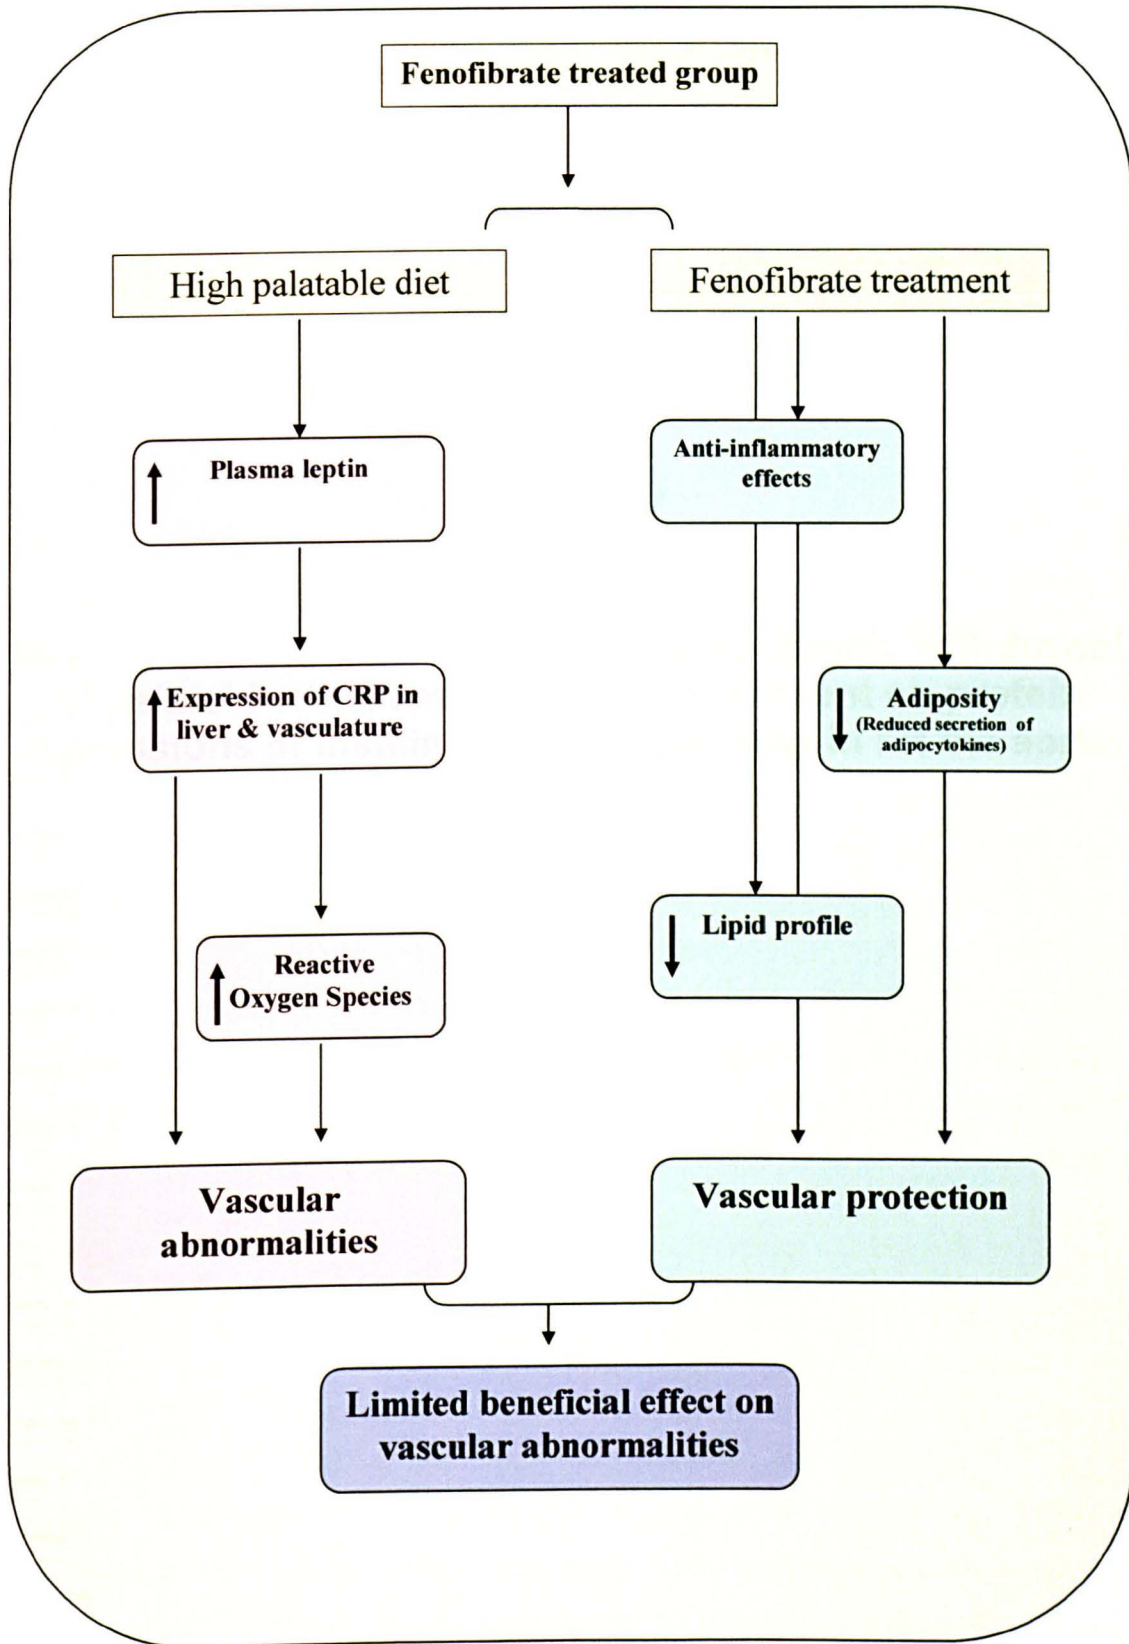 Fenofibrate treated group
High palatable diet
Fenofibrate treatment
Plasma leptin
Anti-inflammatory
effects
Expression of CRP in
liver & vasculature
Adiposity
(Reduced secretion of
adipocytokines)
Reactive
Oxygen Species
Lipid profile
Vascular
abnormalities
Vascular protection
Limited beneficial effect on
vascular abnormalities